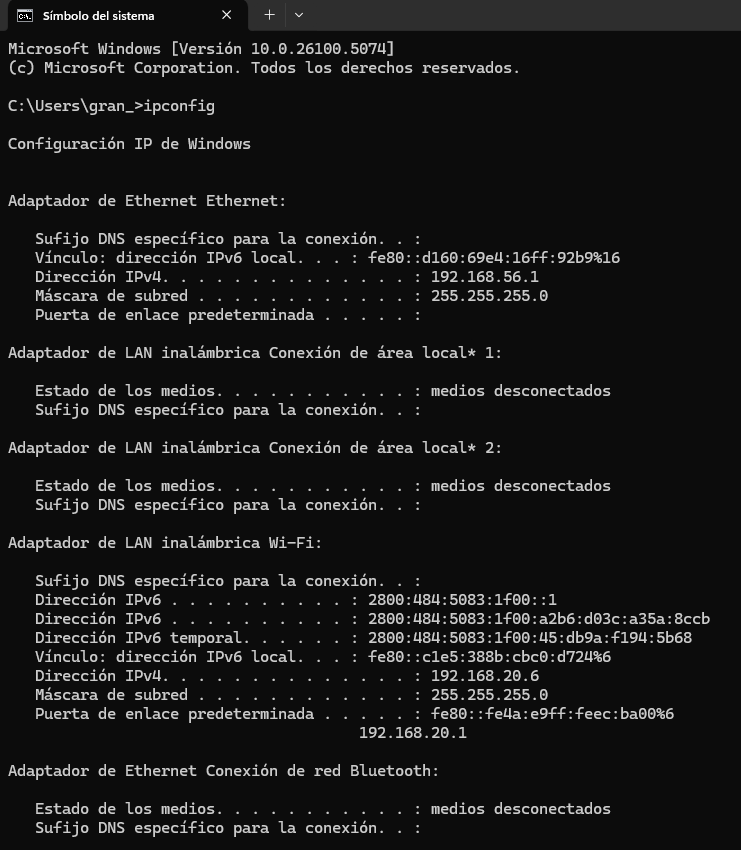 Símbolo del sistema
Microsoft Windows [Versión 10.0.26100.5074]
(c) Microsoft Corporation. Todos los derechos reservados.
C:\Users\gran_>ipconfig
Configuración IP de Windows
Adaptador de Ethernet Ethernet:
Sufijo DNS específico para la conexión. . :
Vínculo: dirección IPv6 local. . . : fe80::d160:69e4:16ff:92b9%16
Dirección IPv4. . . . . . . . . . . . . . : 192.168.56.1
Máscara de subred . . . . . . . . . . . . : 255.255.255.0
Puerta de enlace predeterminada . . . . . :
Adaptador de LAN inalámbrica Conexión de área local* 1:
Estado de los medios. . . . . . . . . . . : medios desconectados
Sufijo DNS específico para la conexión. . :
Adaptador de LAN inalámbrica Conexión de área local* 2:
Estado de los medios. . . . . . . . . . . : medios desconectados
Sufijo DNS específico para la conexión. . :
Adaptador de LAN inalámbrica Wi-Fi:
Sufijo DNS específico para la conexión. . :
Dirección IPv6 . . . . . . . . . . : 2800:484:5083:1f00::1
Dirección IPv6 . . . . . . . . . . : 2800:484:5083:1f00:a2b6:d03c:a35a:8ccb
Dirección IPv6 temporal. . . . . . : 2800:484:5083:1f00:45:db9a:f194:5b68
Vínculo: dirección IPv6 local. . . : fe80::c1e5:388b:cbc0:d724%6
Dirección IPv4. . . . . . . . . . . . . . : 192.168.20.6
Máscara de subred . . . . . . . . . . . . : 255.255.255.0
Puerta de enlace predeterminada . . . . . : fe80::fe4a:e9ff:feec:ba00%6
192.168.20.1
Adaptador de Ethernet Conexión de red Bluetooth:
Estado de los medios. . . . . . . . . . . : medios desconectados
Sufijo DNS específico para la conexión. . :